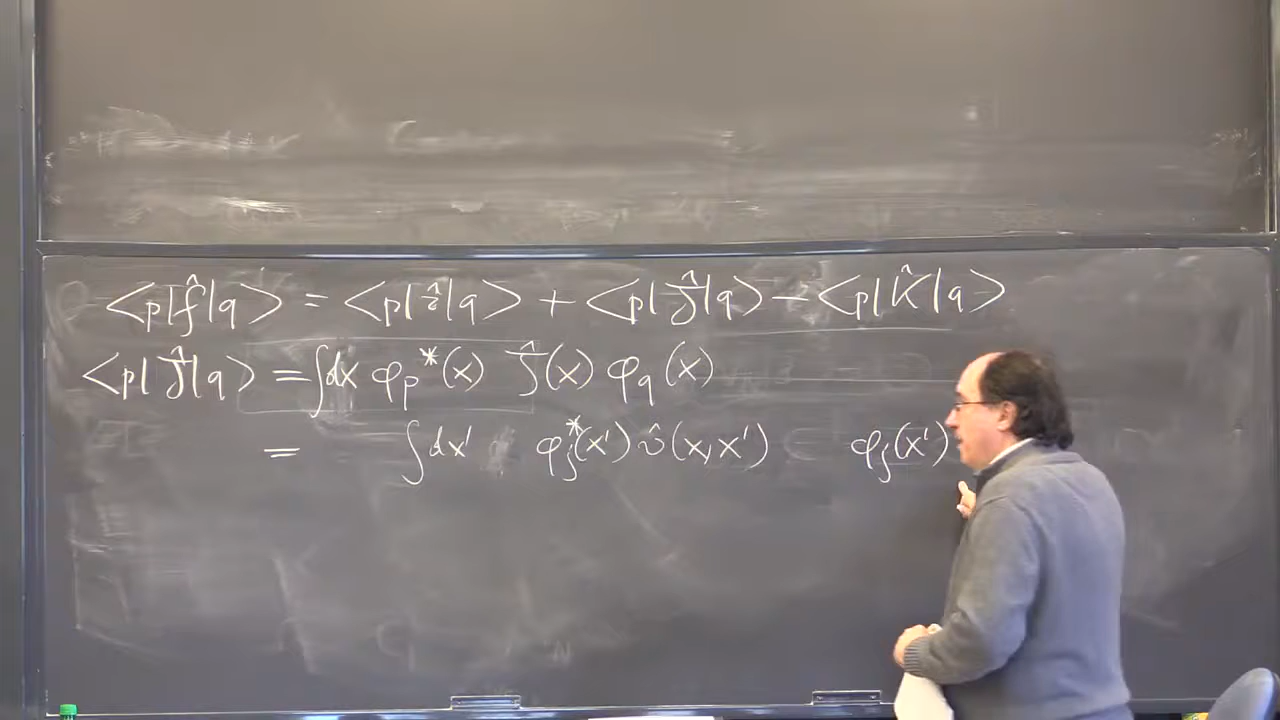 <p|f̂|q> = <p|ẑ|q> + <p|Ĵ|q> - <p|K̂|q>
<p|Ĵ|q> = ∫dx φp*(x) Ĵ(x) φq(x)
= ∫dx' φj*(x') v̂(x,x') φj(x')